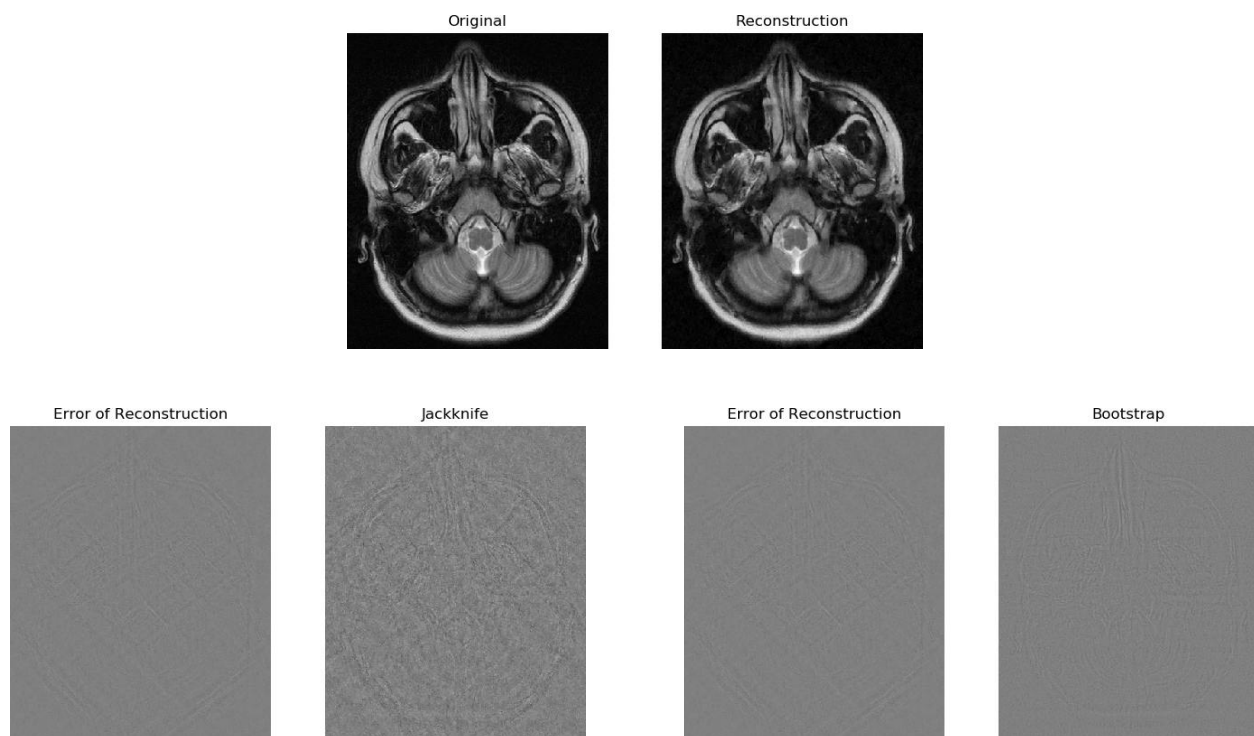 Original
Reconstruction
Error of Reconstruction
Jackknife
Error of Reconstruction
Bootstrap